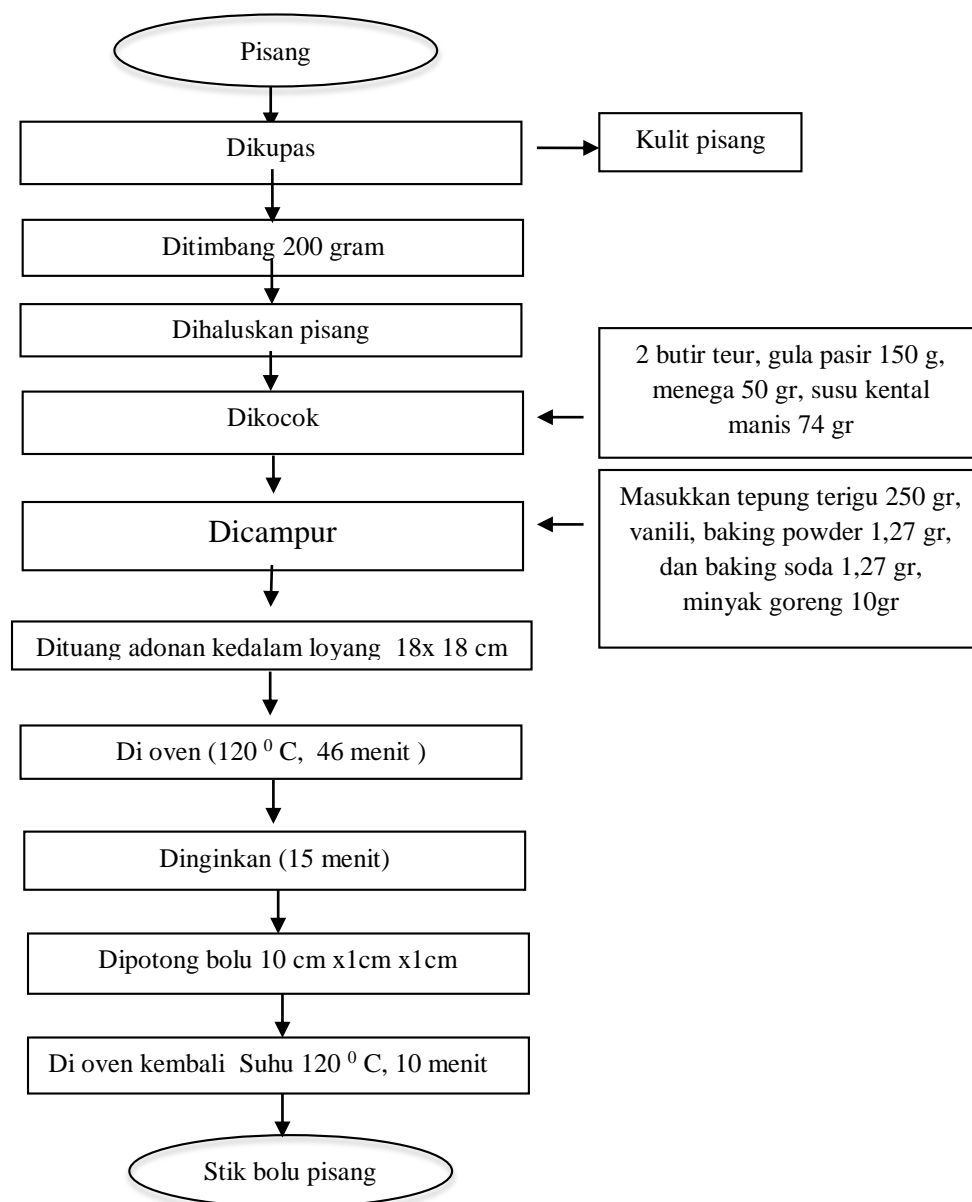 Pisang
Dikupas
Kulit pisang
Ditimbang 200 gram
Dihaluskan pisang
2 butir teur, gula pasir 150 g,
menega 50 gr, susu kental
manis 74 gr
Dikocok
Masukkan tepung terigu 250 gr,
vanili, baking powder 1,27 gr,
dan baking soda 1,27 gr,
minyak goreng 10gr
Dicampur
Dituang adonan kedalam loyang 18x 18 cm
Di oven (120 ⁰ C, 46 menit )
Dinginkan (15 menit)
Dipotong bolu 10 cm x1cm x1cm
Di oven kembali Suhu 120 ⁰ C, 10 menit
Stik bolu pisang